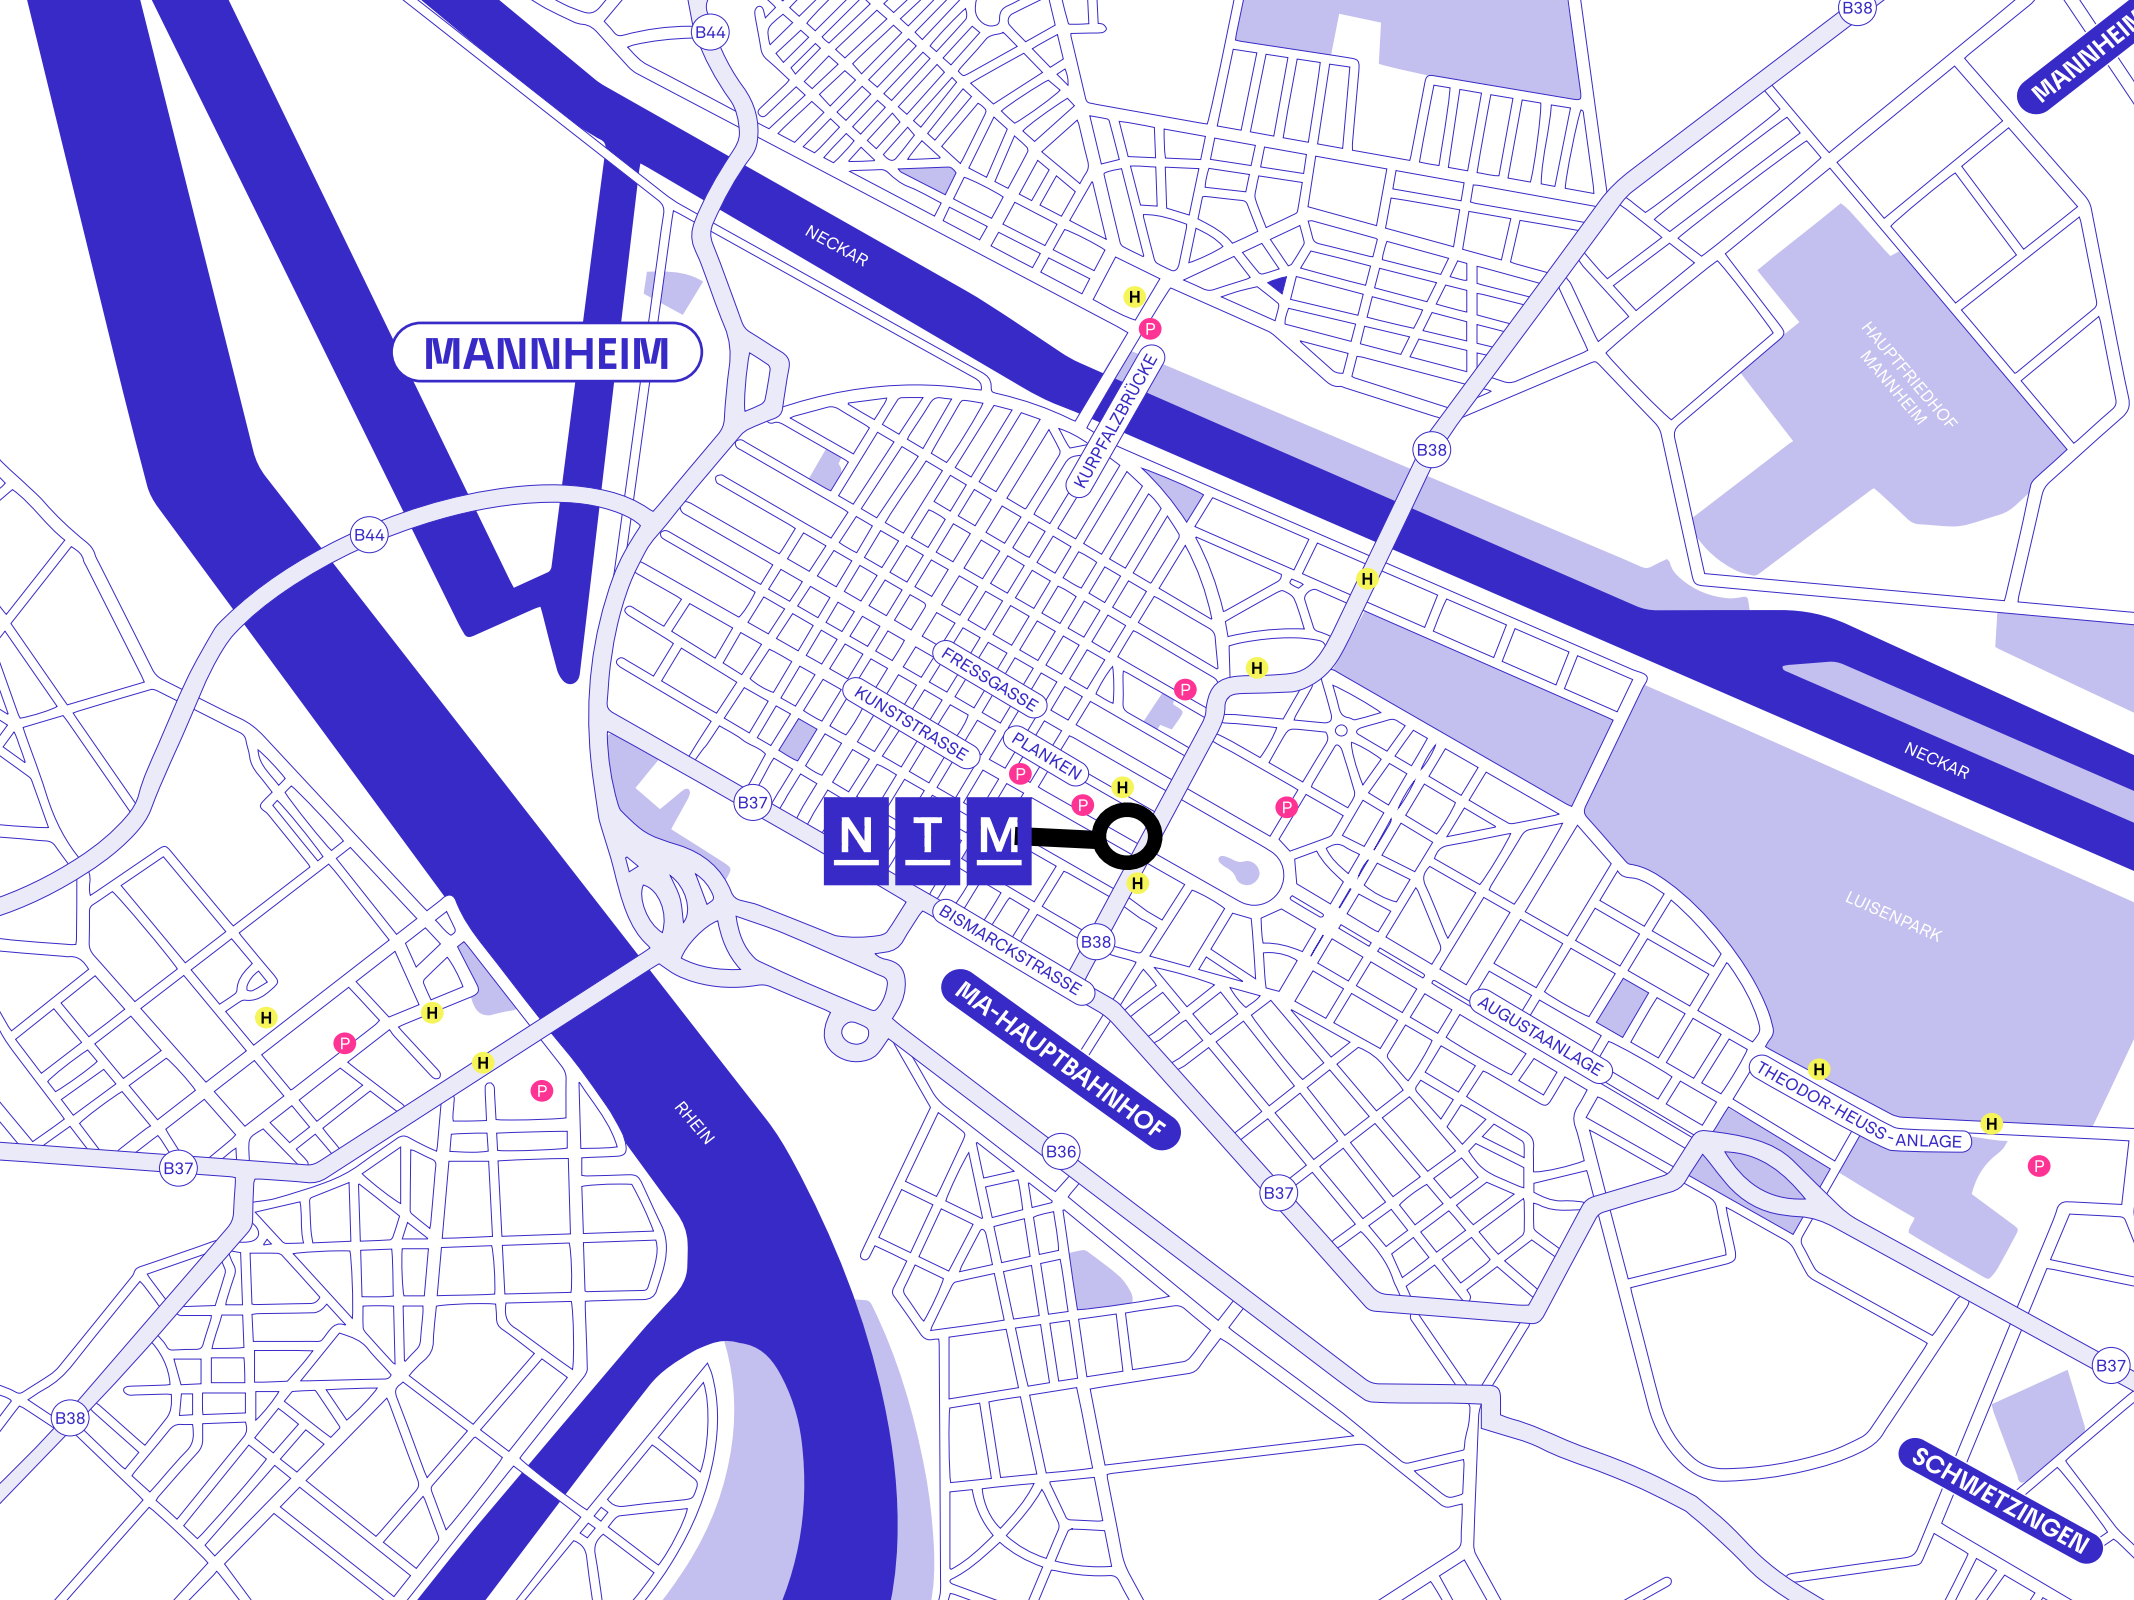 B44
B38
MANNHEIM
NECKAR
H
P
HAUPTFRIEDHOF
MANNHEIM
MANNHEIM
KURPFALZBRÜCKE
B38
B44
H
FRESSGASSE
H
P
KUNSTSTRASSE
PLANKEN
NECKAR
P
H
B37
P
P
N T M
H
LUISENPARK
BISMARCKSTRASSE
B38
MA-HAUPTBAHNHOF
AUGUSTAANLAGE
H
H
P
H
P
RHEIN
H
THEODOR-HEUSS-ANLAGE
H
B36
B37
P
B37
B37
B38
SCHWETZINGEN